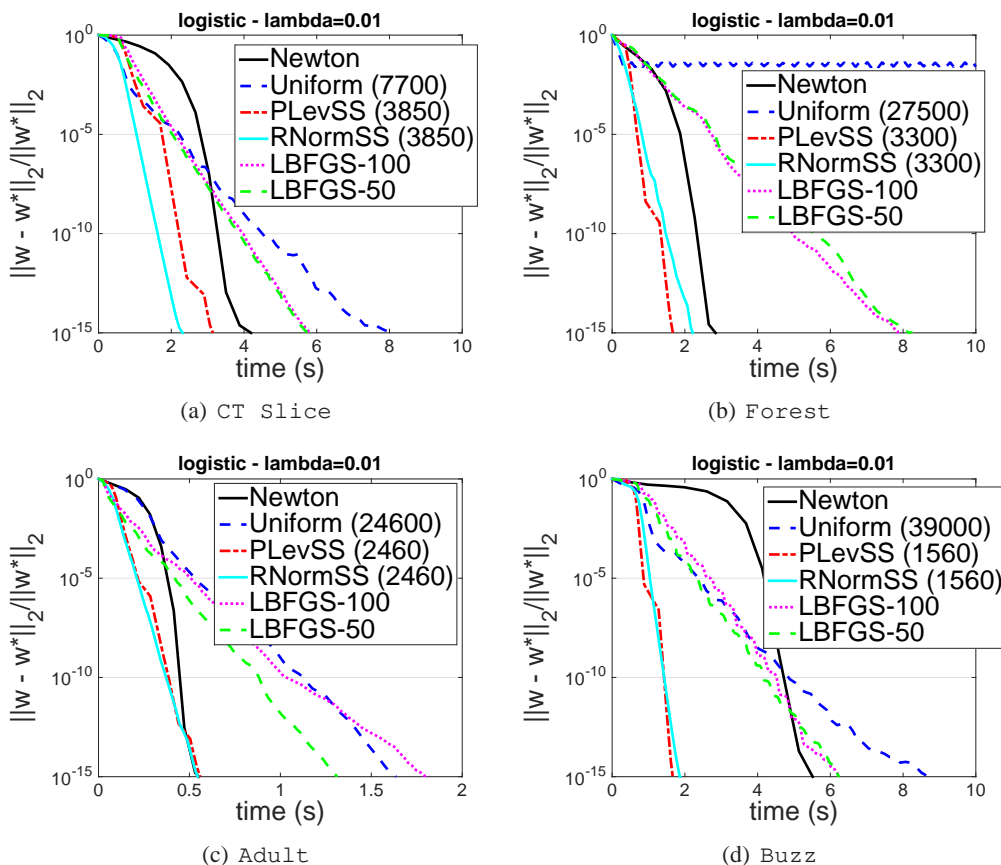 logistic - lambda=0.01
||w - w*||_2/||w*||_2
10^0
10^-5
10^-10
10^-15
0 2 4 6 8 10
time (s)
Newton
Uniform (7700)
PLevSS (3850)
RNormSS (3850)
LBFGS-100
LBFGS-50
(a) CT Slice
logistic - lambda=0.01
||w - w*||_2/||w*||_2
10^0
10^-5
10^-10
10^-15
0 2 4 6 8 10
time (s)
Newton
Uniform (27500)
PLevSS (3300)
RNormSS (3300)
LBFGS-100
LBFGS-50
(b) Forest
logistic - lambda=0.01
||w - w*||_2/||w*||_2
10^0
10^-5
10^-10
10^-15
0 0.5 1 1.5 2
time (s)
Newton
Uniform (24600)
PLevSS (2460)
RNormSS (2460)
LBFGS-100
LBFGS-50
(c) Adult
logistic - lambda=0.01
||w - w*||_2/||w*||_2
10^0
10^-5
10^-10
10^-15
0 2 4 6 8 10
time (s)
Newton
Uniform (39000)
PLevSS (1560)
RNormSS (1560)
LBFGS-100
LBFGS-50
(d) Buzz